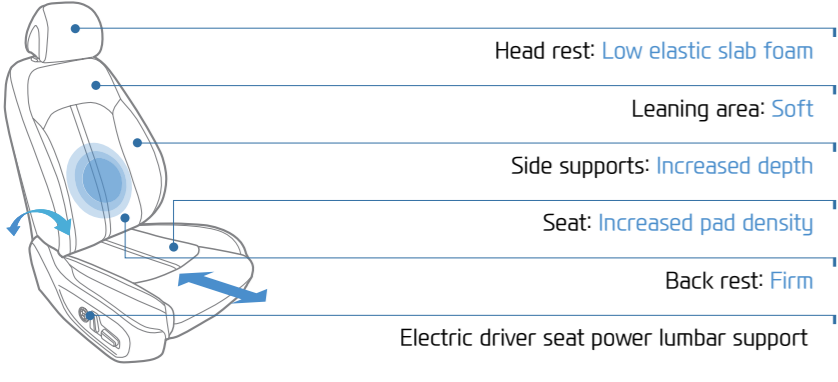 Head rest: Low elastic slab foam
Leaning area: Soft
Side supports: Increased depth
Seat: Increased pad density
Back rest: Firm
Electric driver seat power lumbar support